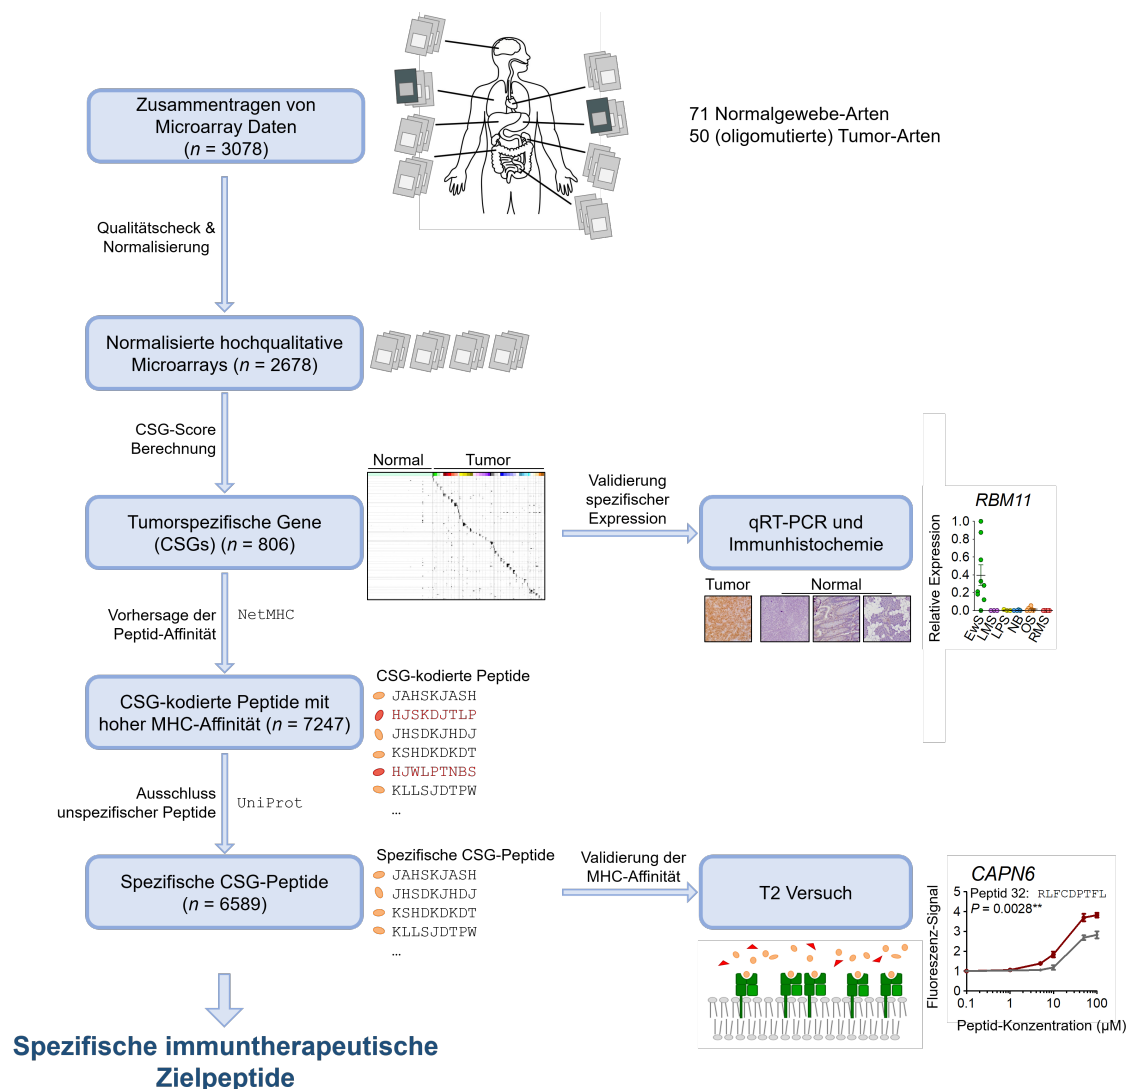 Zusammentragen von
Microarray Daten
(n = 3078)
71 Normalgewebe-Arten
50 (oligomutierte) Tumor-Arten
Qualitätscheck &
Normalisierung
Normalisierte hochqualitative
Microarrays (n = 2678)
CSG-Score
Berechnung
Normal
Tumor
Tumorspezifische Gene
(CSGs) (n = 806)
Validierung
spezifischer
Expression
qRT-PCR und
Immunhistochemie
Tumor
Normal
RBM11
Relative Expression
1.0
0.8
0.6
0.4
0.2
0.0
EwS
LMS
LPS
NB
OS
RMS
Vorhersage der
Peptid-Affinität
NetMHC
CSG-kodierte Peptide mit
hoher MHC-Affinität (n = 7247)
CSG-kodierte Peptide
JAHSKJASH
HJSKDJTLP
JHSDKJHDJ
KSHDKDKDT
HJWLPTNBS
KLLSJDTPW
...
Ausschluss
unspezifischer Peptide
UniProt
Spezifische CSG-Peptide
(n = 6589)
Spezifische CSG-Peptide
JAHSKJASH
JHSDKJHDJ
KSHDKDKDT
KLLSJDTPW
...
Validierung der
MHC-Affinität
T2 Versuch
CAPN6
Peptid 32: RLFCDPTFL
P = 0.0028**
Fluoreszenz-Signal
5
4
3
2
1
0
0.1
1
10
100
Peptid-Konzentration (µM)
Spezifische immuntherapeutische
Zielpeptide